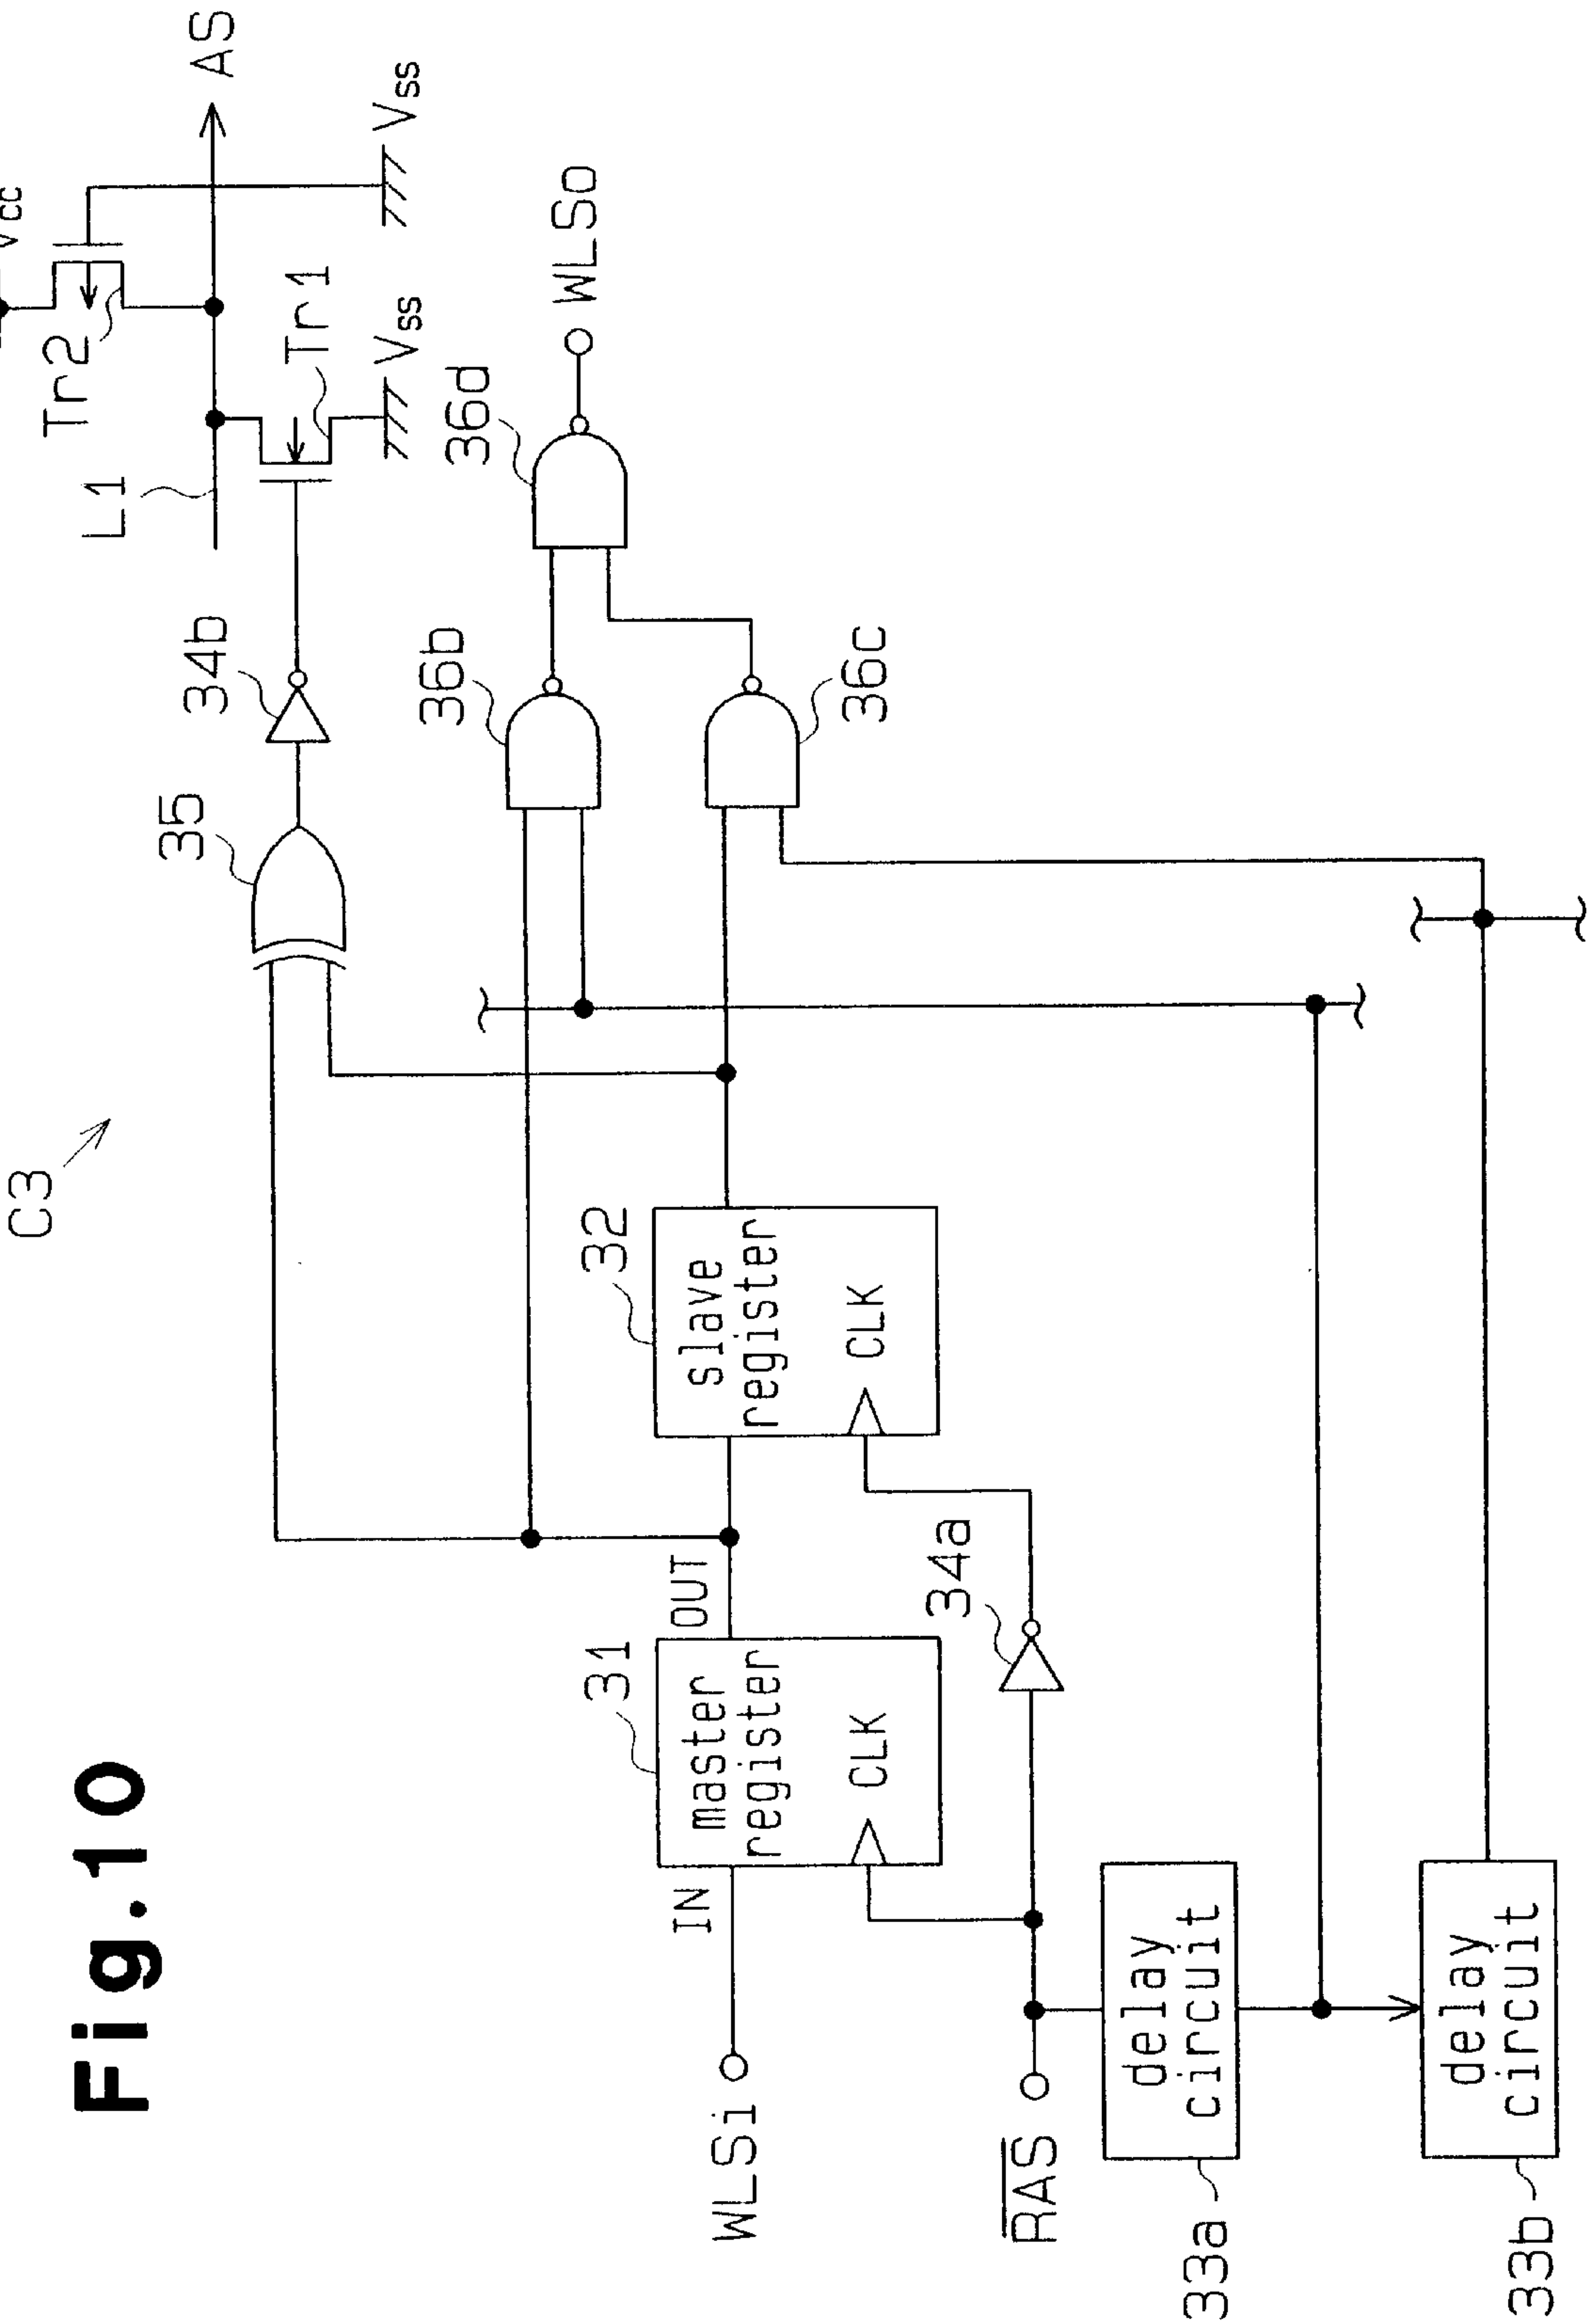 Fig.10
C3
Vcc
Tr2
AS
L1
Tr1
Vss
Vss
35
34b
36b
36d
WLSo
36c
WLSi
IN
31
master
register
CLK
OUT
32
slave
register
CLK
34a
RAS
33a
delay
circuit
33b
delay
circuit